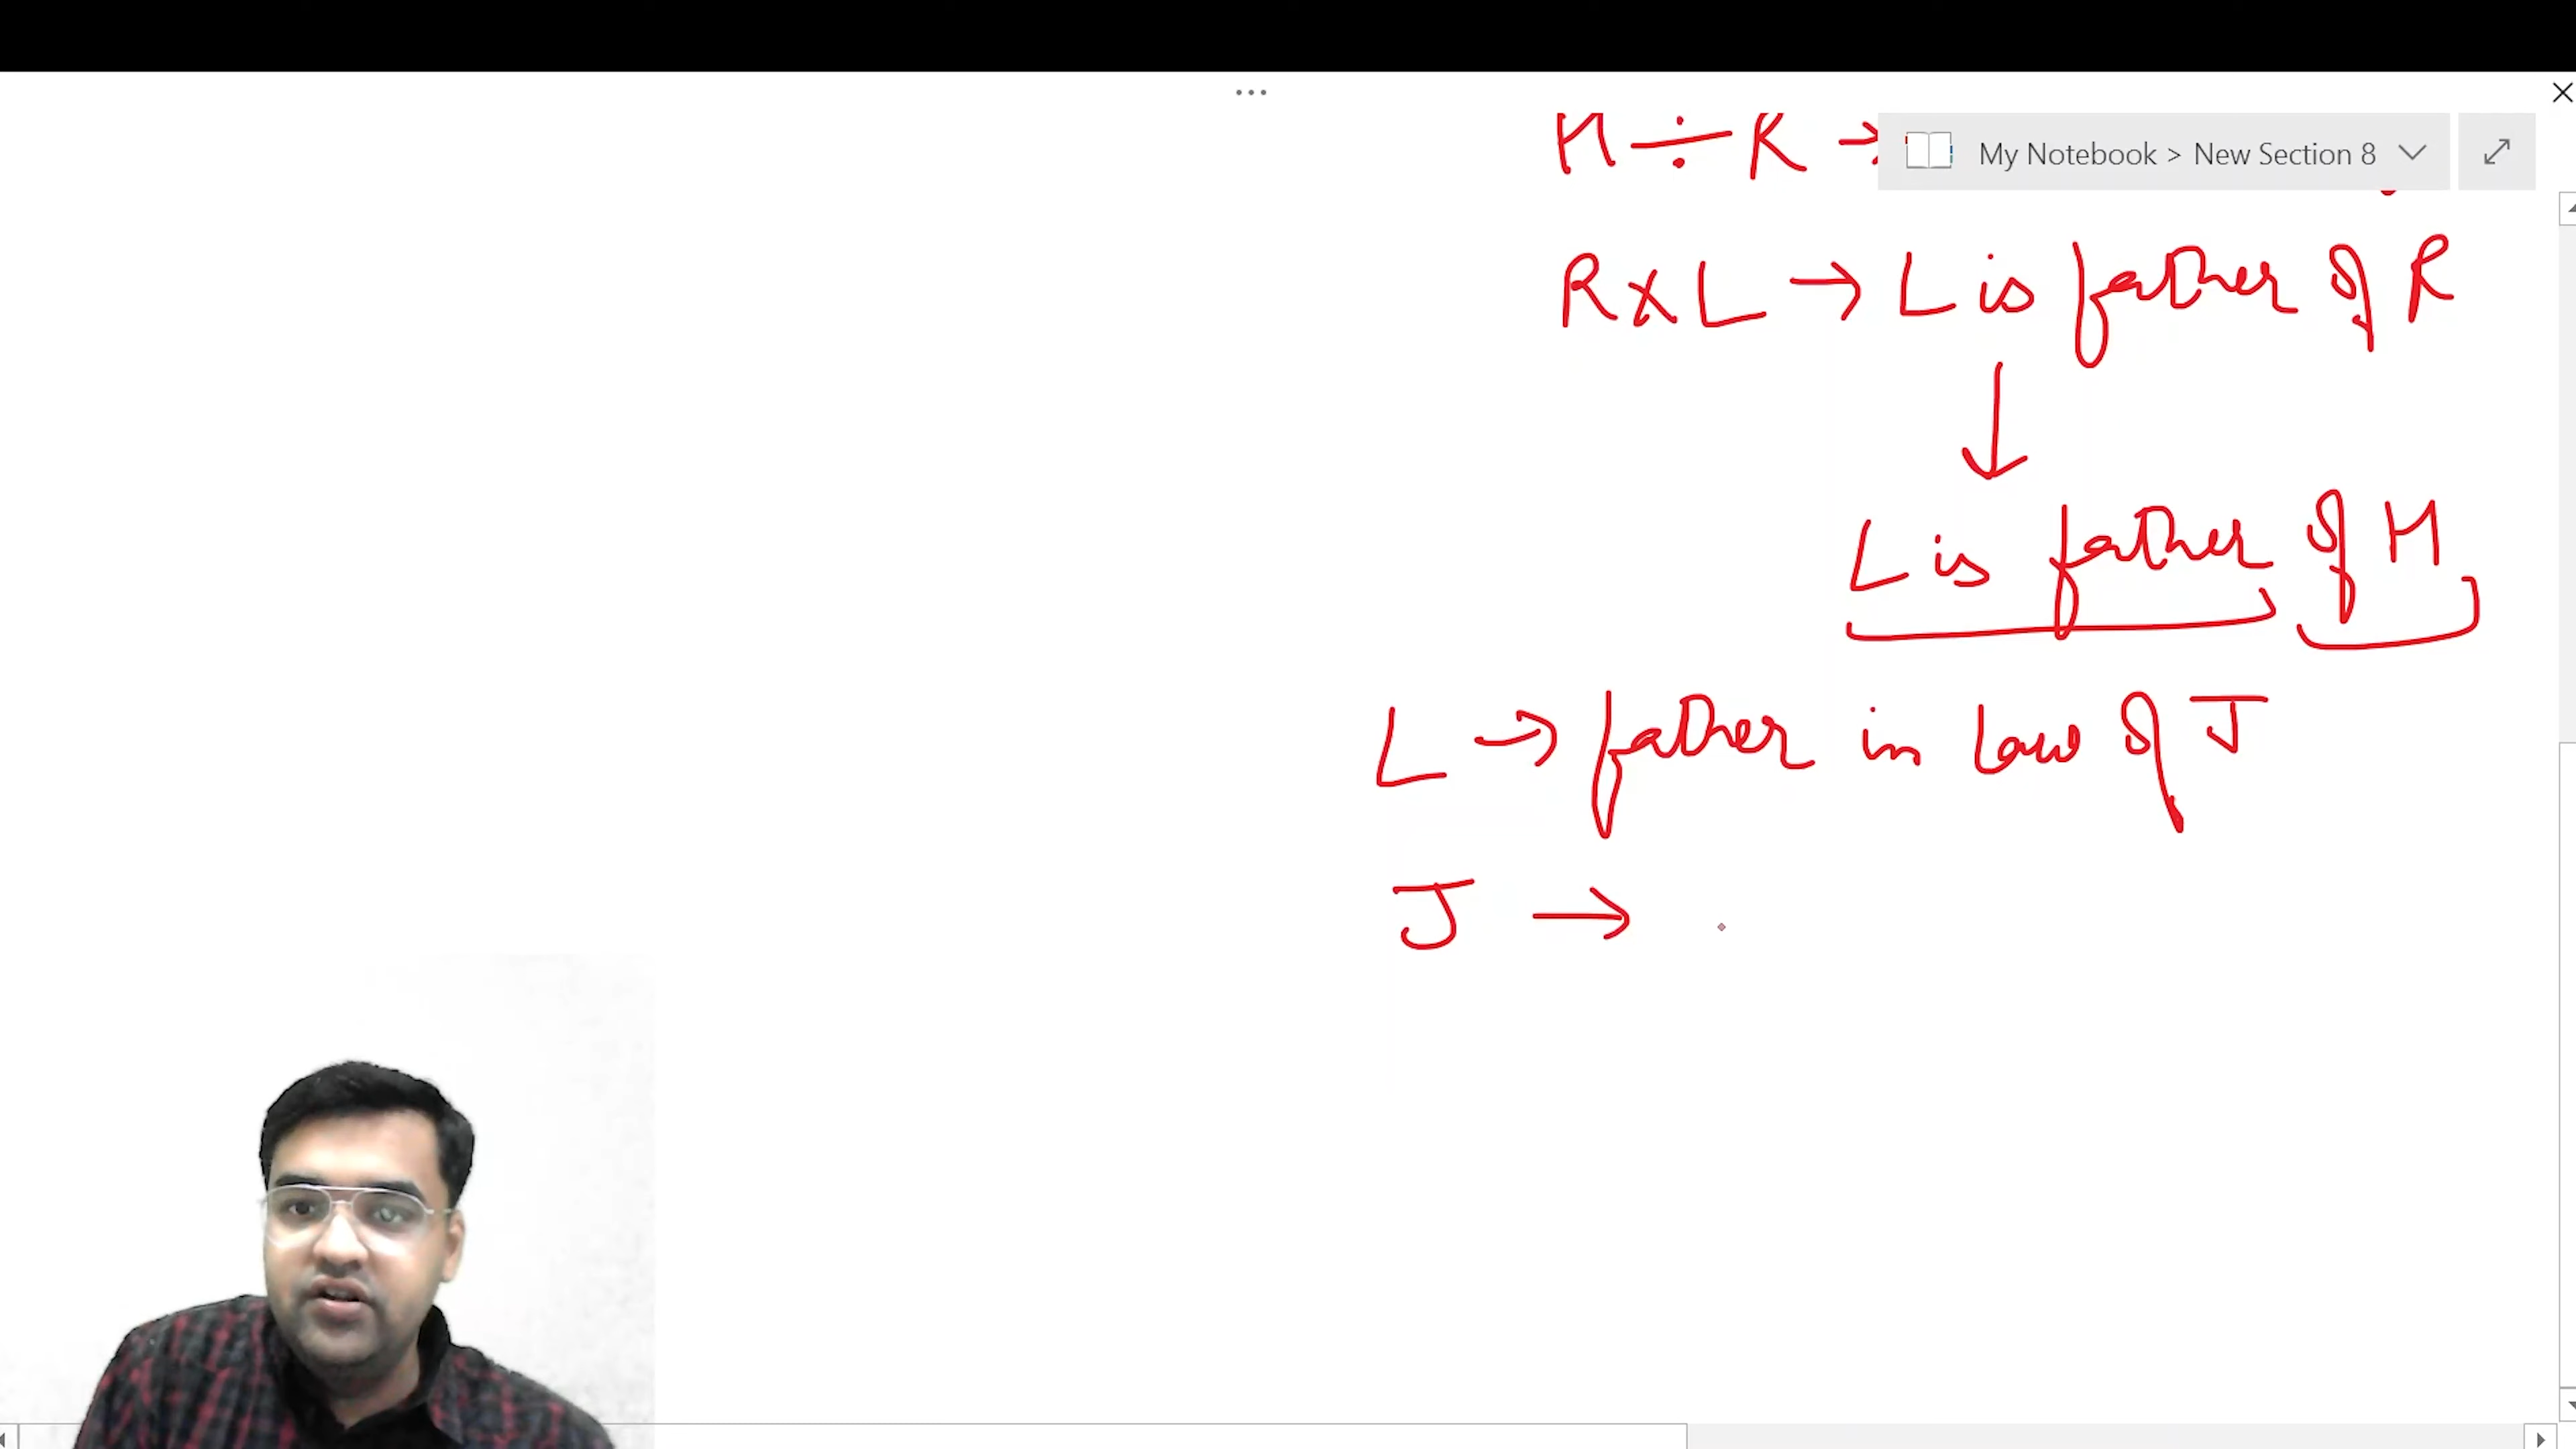 H ÷ R →
My Notebook > New Section 8
R x L → L is father of R
L is father of H
L → father in law of J
J →